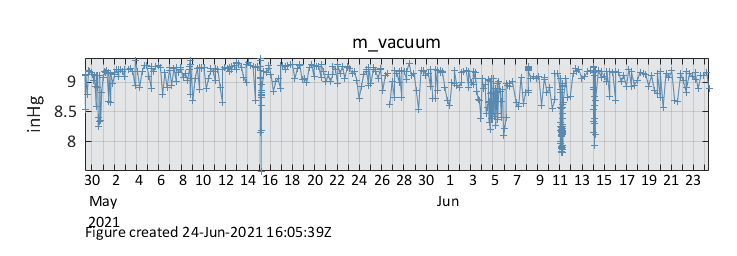 m_vacuum
inHg
9
8.5
8
30 2 4 6 8 10 12 14 16 18 20 22 24 26 28 30 1 3 5 7 9 11 13 15 17 19 21 23
May Jun
2021
Figure created 24-Jun-2021 16:05:39Z